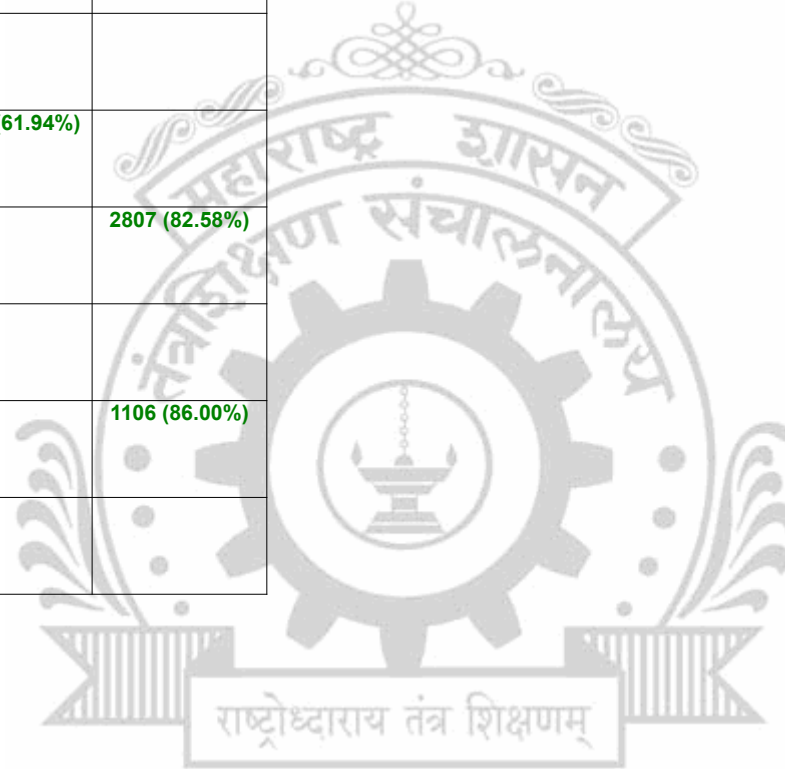 महाराष्ट्र शासन
61.94%)
2807 (82.58%)
तंत्रशिक्षण संचालनालय
1106 (86.00%)
राष्ट्रोध्दाराय तंत्र शिक्षणम्